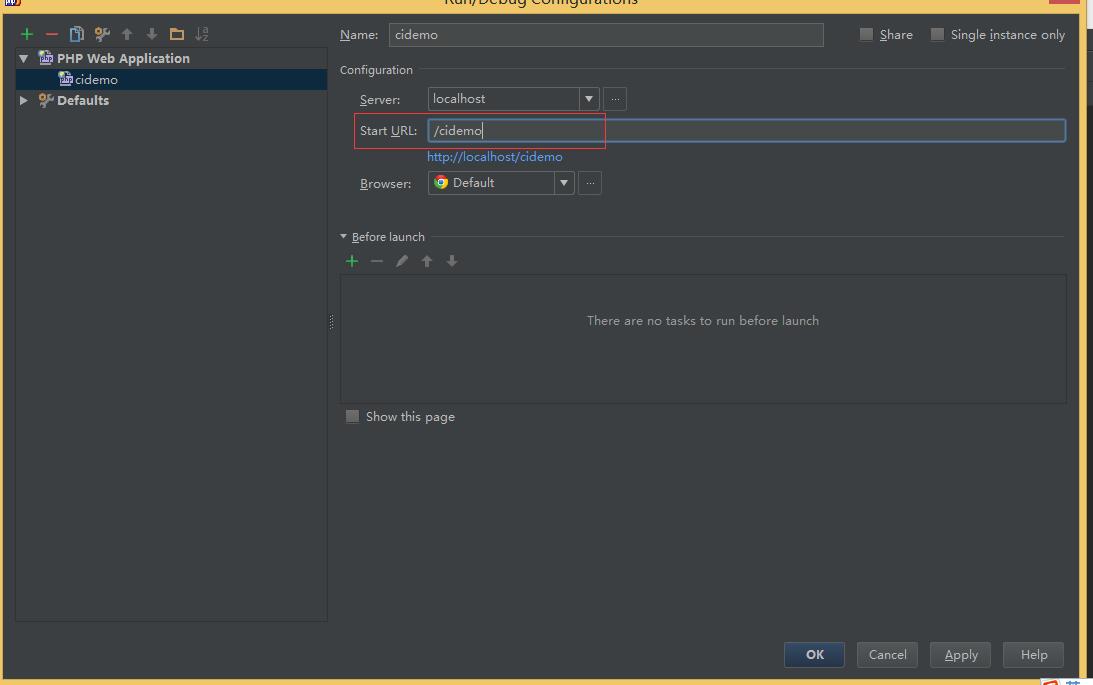 Run/Debug Configurations
Name: cidemo Share Single instance only
PHP Web Application
cidemo
Defaults
Configuration
Server: localhost
Start URL: /cidemo
http://localhost/cidemo
Browser: Default
Before launch
There are no tasks to run before launch
Show this page
OK Cancel Apply Help